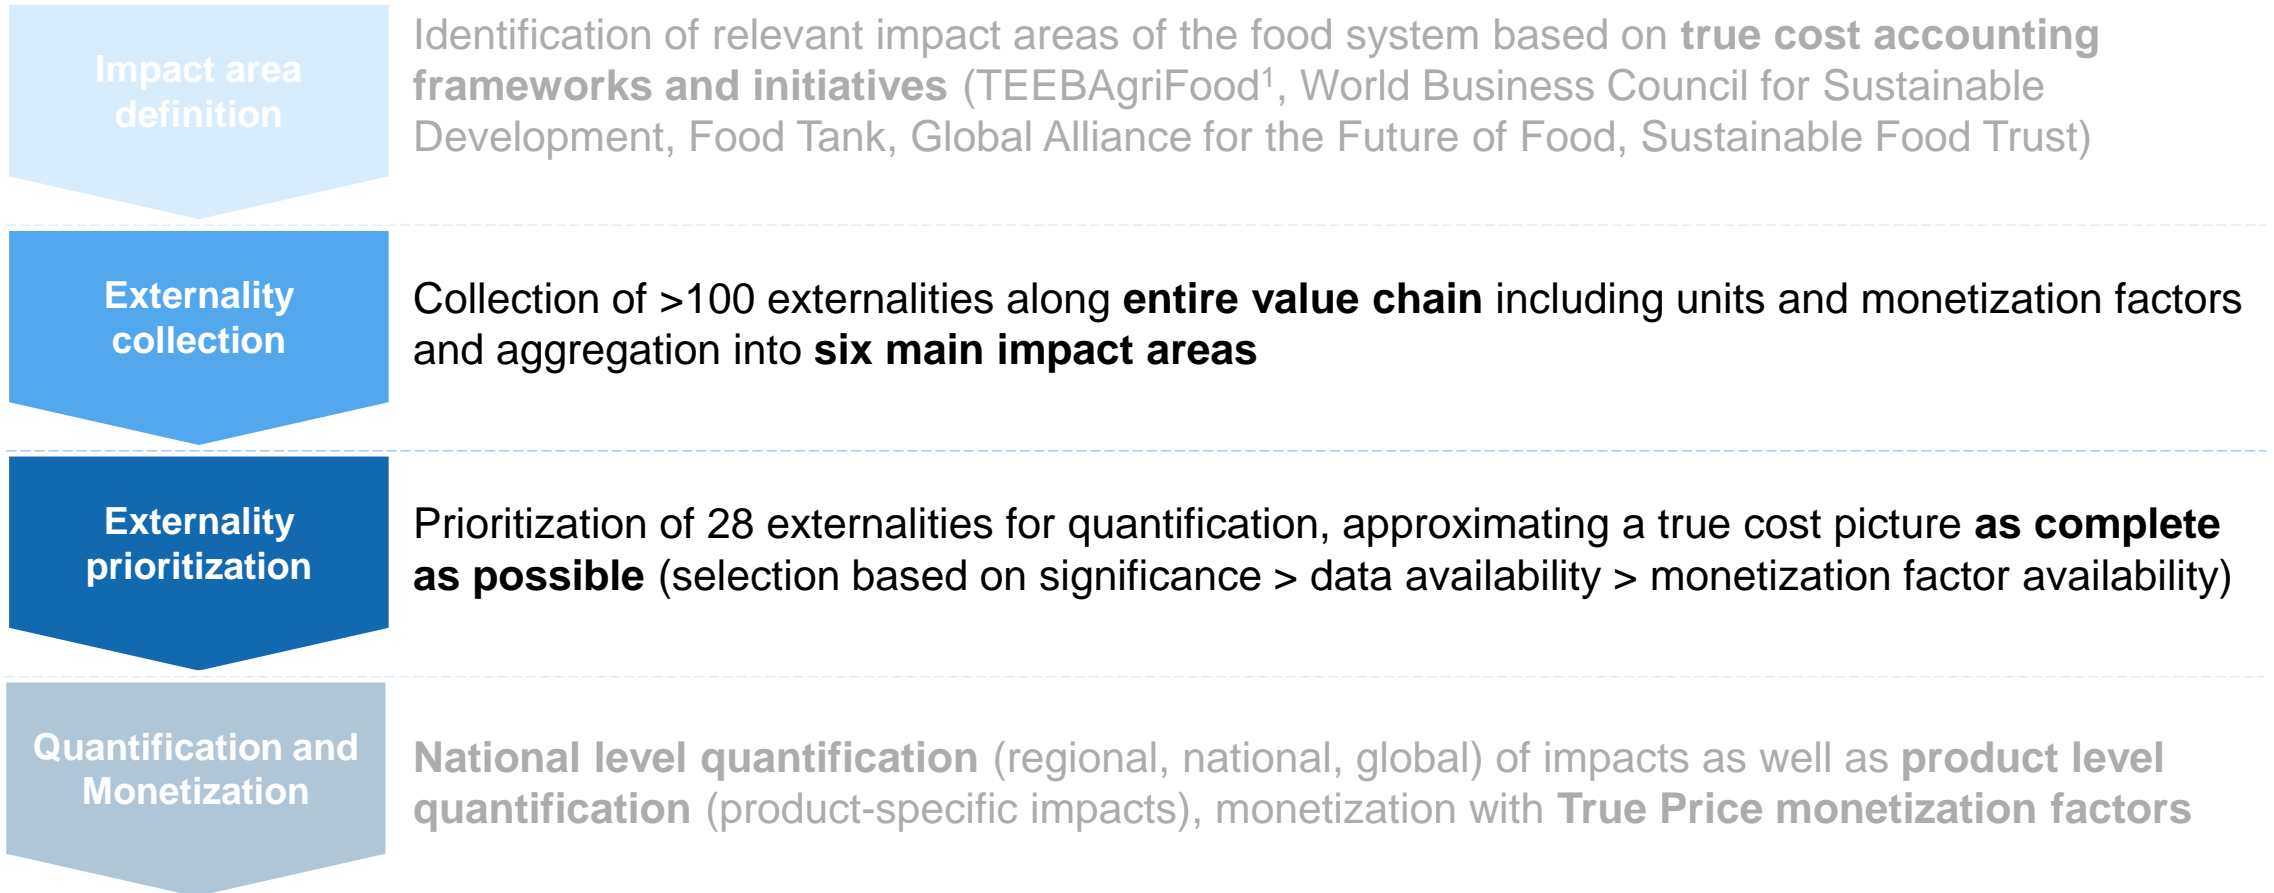 Impact area
definition
Identification of relevant impact areas of the food system based on true cost accounting
frameworks and initiatives (TEEBAgriFood¹, World Business Council for Sustainable
Development, Food Tank, Global Alliance for the Future of Food, Sustainable Food Trust)
Externality
collection
Collection of >100 externalities along entire value chain including units and monetization factors
and aggregation into six main impact areas
Externality
prioritization
Prioritization of 28 externalities for quantification, approximating a true cost picture as complete
as possible (selection based on significance > data availability > monetization factor availability)
Quantification and
Monetization
National level quantification (regional, national, global) of impacts as well as product level
quantification (product-specific impacts), monetization with True Price monetization factors